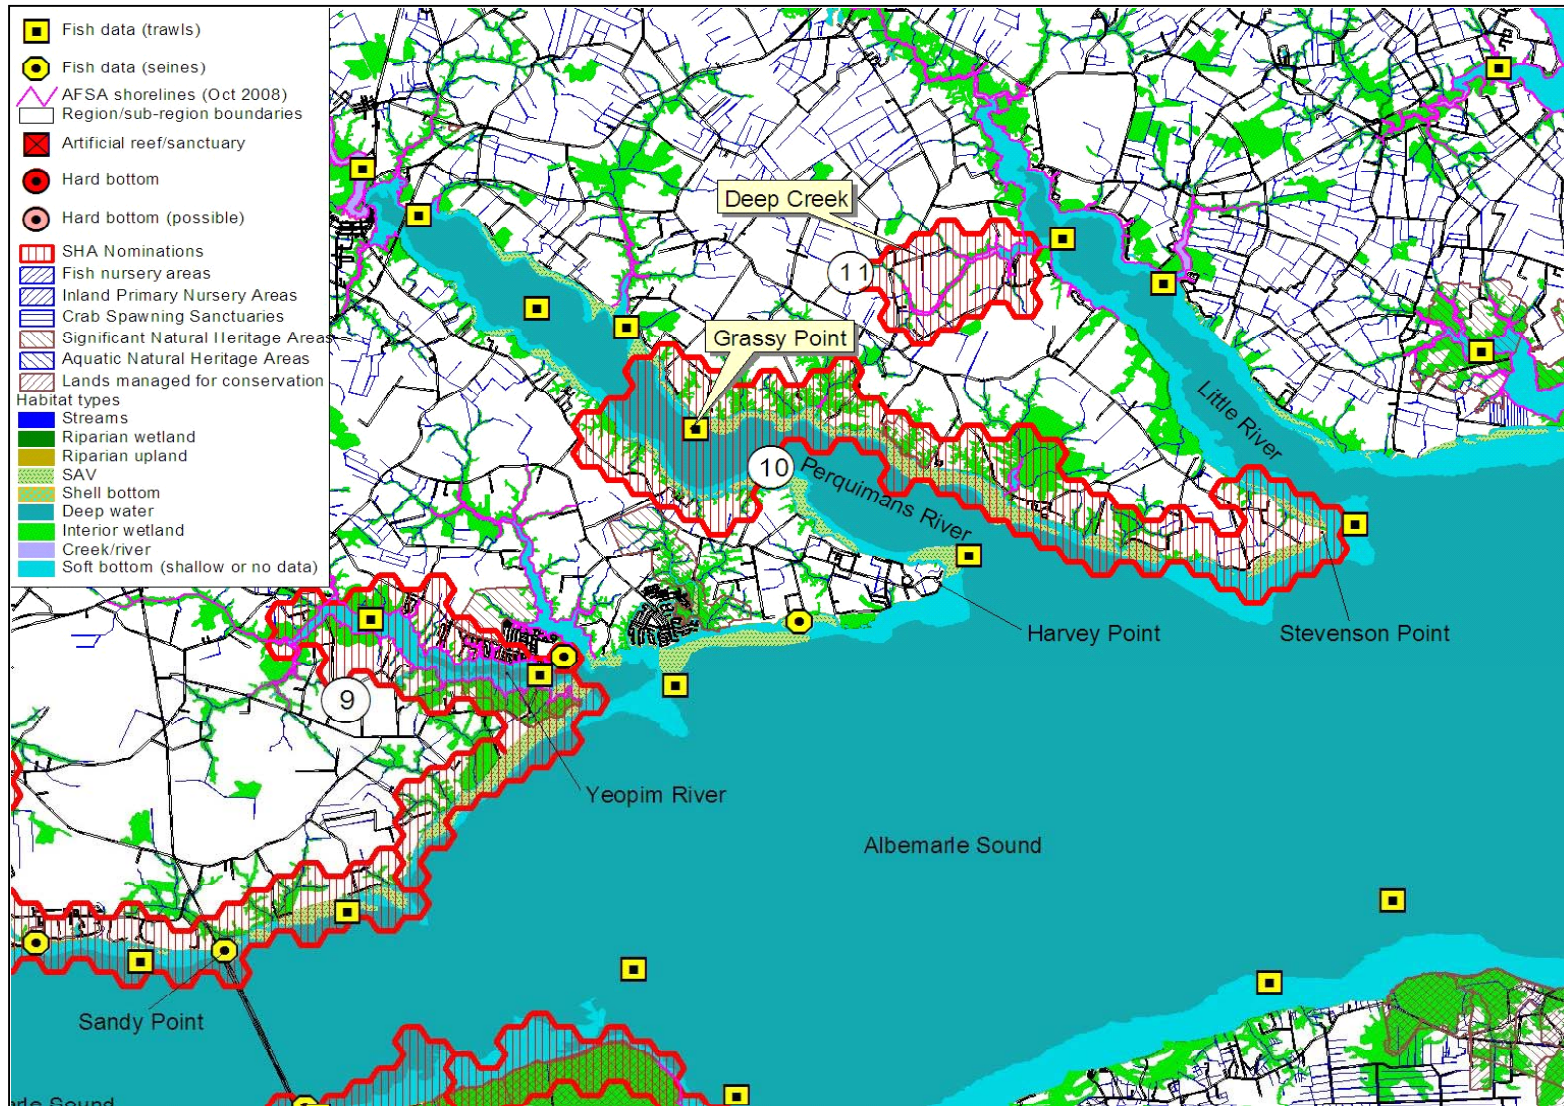 Fish data (trawls)
Fish data (seines)
AFSA shorelines (Oct 2008)
Region/sub-region boundaries
Artificial reef/sanctuary
Hard bottom
Hard bottom (possible)
SHA Nominations
Fish nursery areas
Inland Primary Nursery Areas
Crab Spawning Sanctuaries
Significant Natural Heritage Areas
Aquatic Natural Heritage Areas
Lands managed for conservation
Habitat types
Streams
Riparian wetland
Riparian upland
SAV
Shell bottom
Deep water
Interior wetland
Creek/river
Soft bottom (shallow or no data)
Deep Creek
11
Grassy Point
Little River
10
Perquimans River
Harvey Point
Stevenson Point
9
Yeopim River
Albemarle Sound
Sandy Point
arle Sound